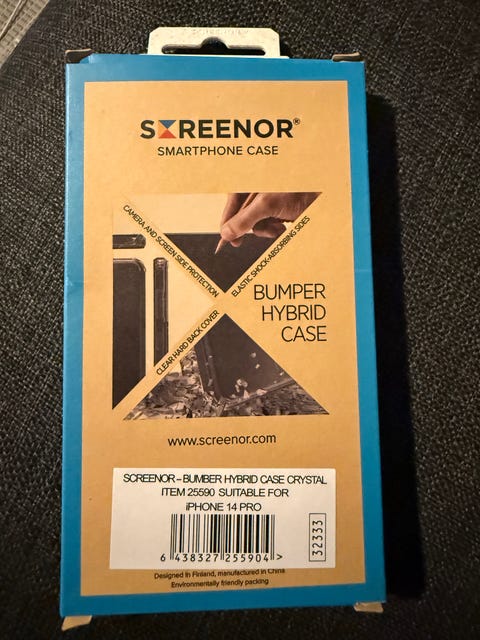 SCREENOR®
SMARTPHONE CASE
CAMERA AND SCREEN SIDE PROTECTION
ELASTIC SHOCK-ABSORBING SIDES
BUMPER
HYBRID
CASE
CLEAR HARD BACK COVER
www.screenor.com
SCREENOR – BUMBER HYBRID CASE CRYSTAL
ITEM 25590 SUITABLE FOR
iPHONE 14 PRO
6 438327 255904 >
32333
Designed in Finland, manufactured in China
Environmentally friendly packing